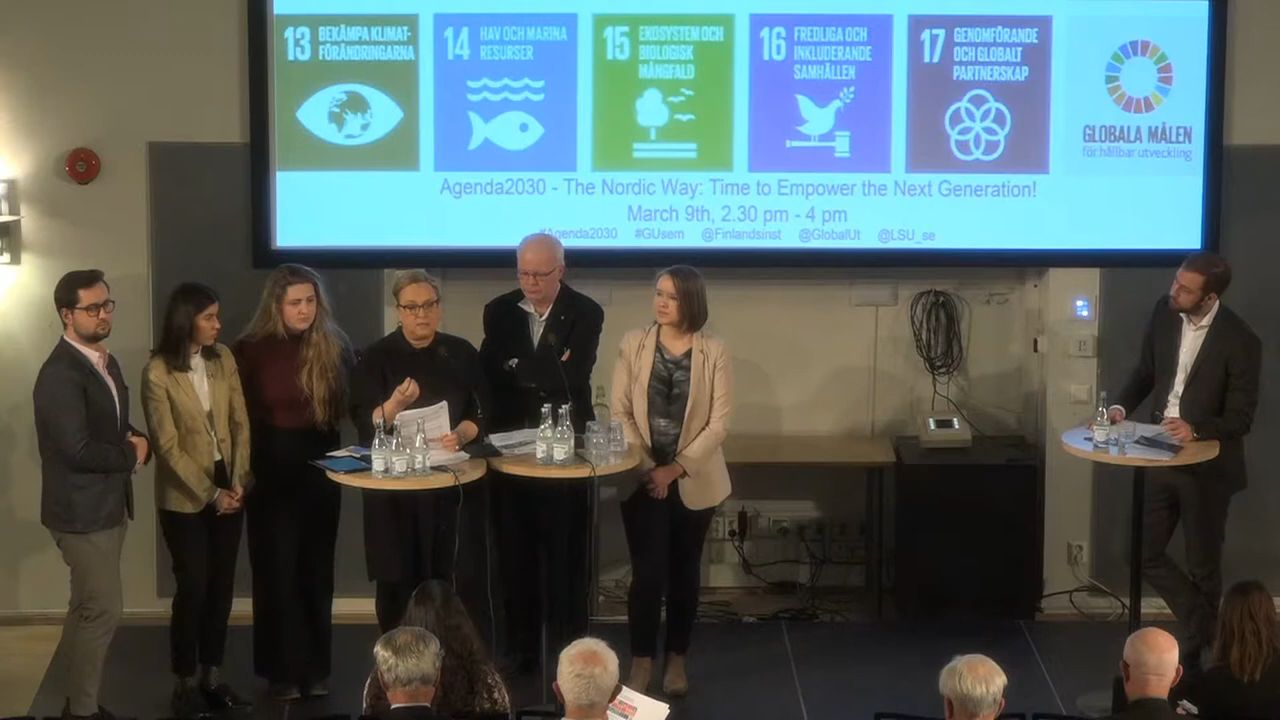 13 BEKÄMPA KLIMAT-
FÖRÄNDRINGARNA
14 HAV OCH MARINA
RESURSER
15 EKOSYSTEM OCH
BIOLOGISK
MÅNGFALD
16 FREDLIGA OCH
INKLUDERANDE
SAMHÄLLEN
17 GENOMFÖRANDE
OCH GLOBALT
PARTNERSKAP
GLOBALA MÅLEN
för hållbar utveckling
Agenda2030 - The Nordic Way: Time to Empower the Next Generation!
March 9th, 2.30 pm - 4 pm
#Agenda2030 #GUsem @Finlandsinst @GlobalUt @LSU_se